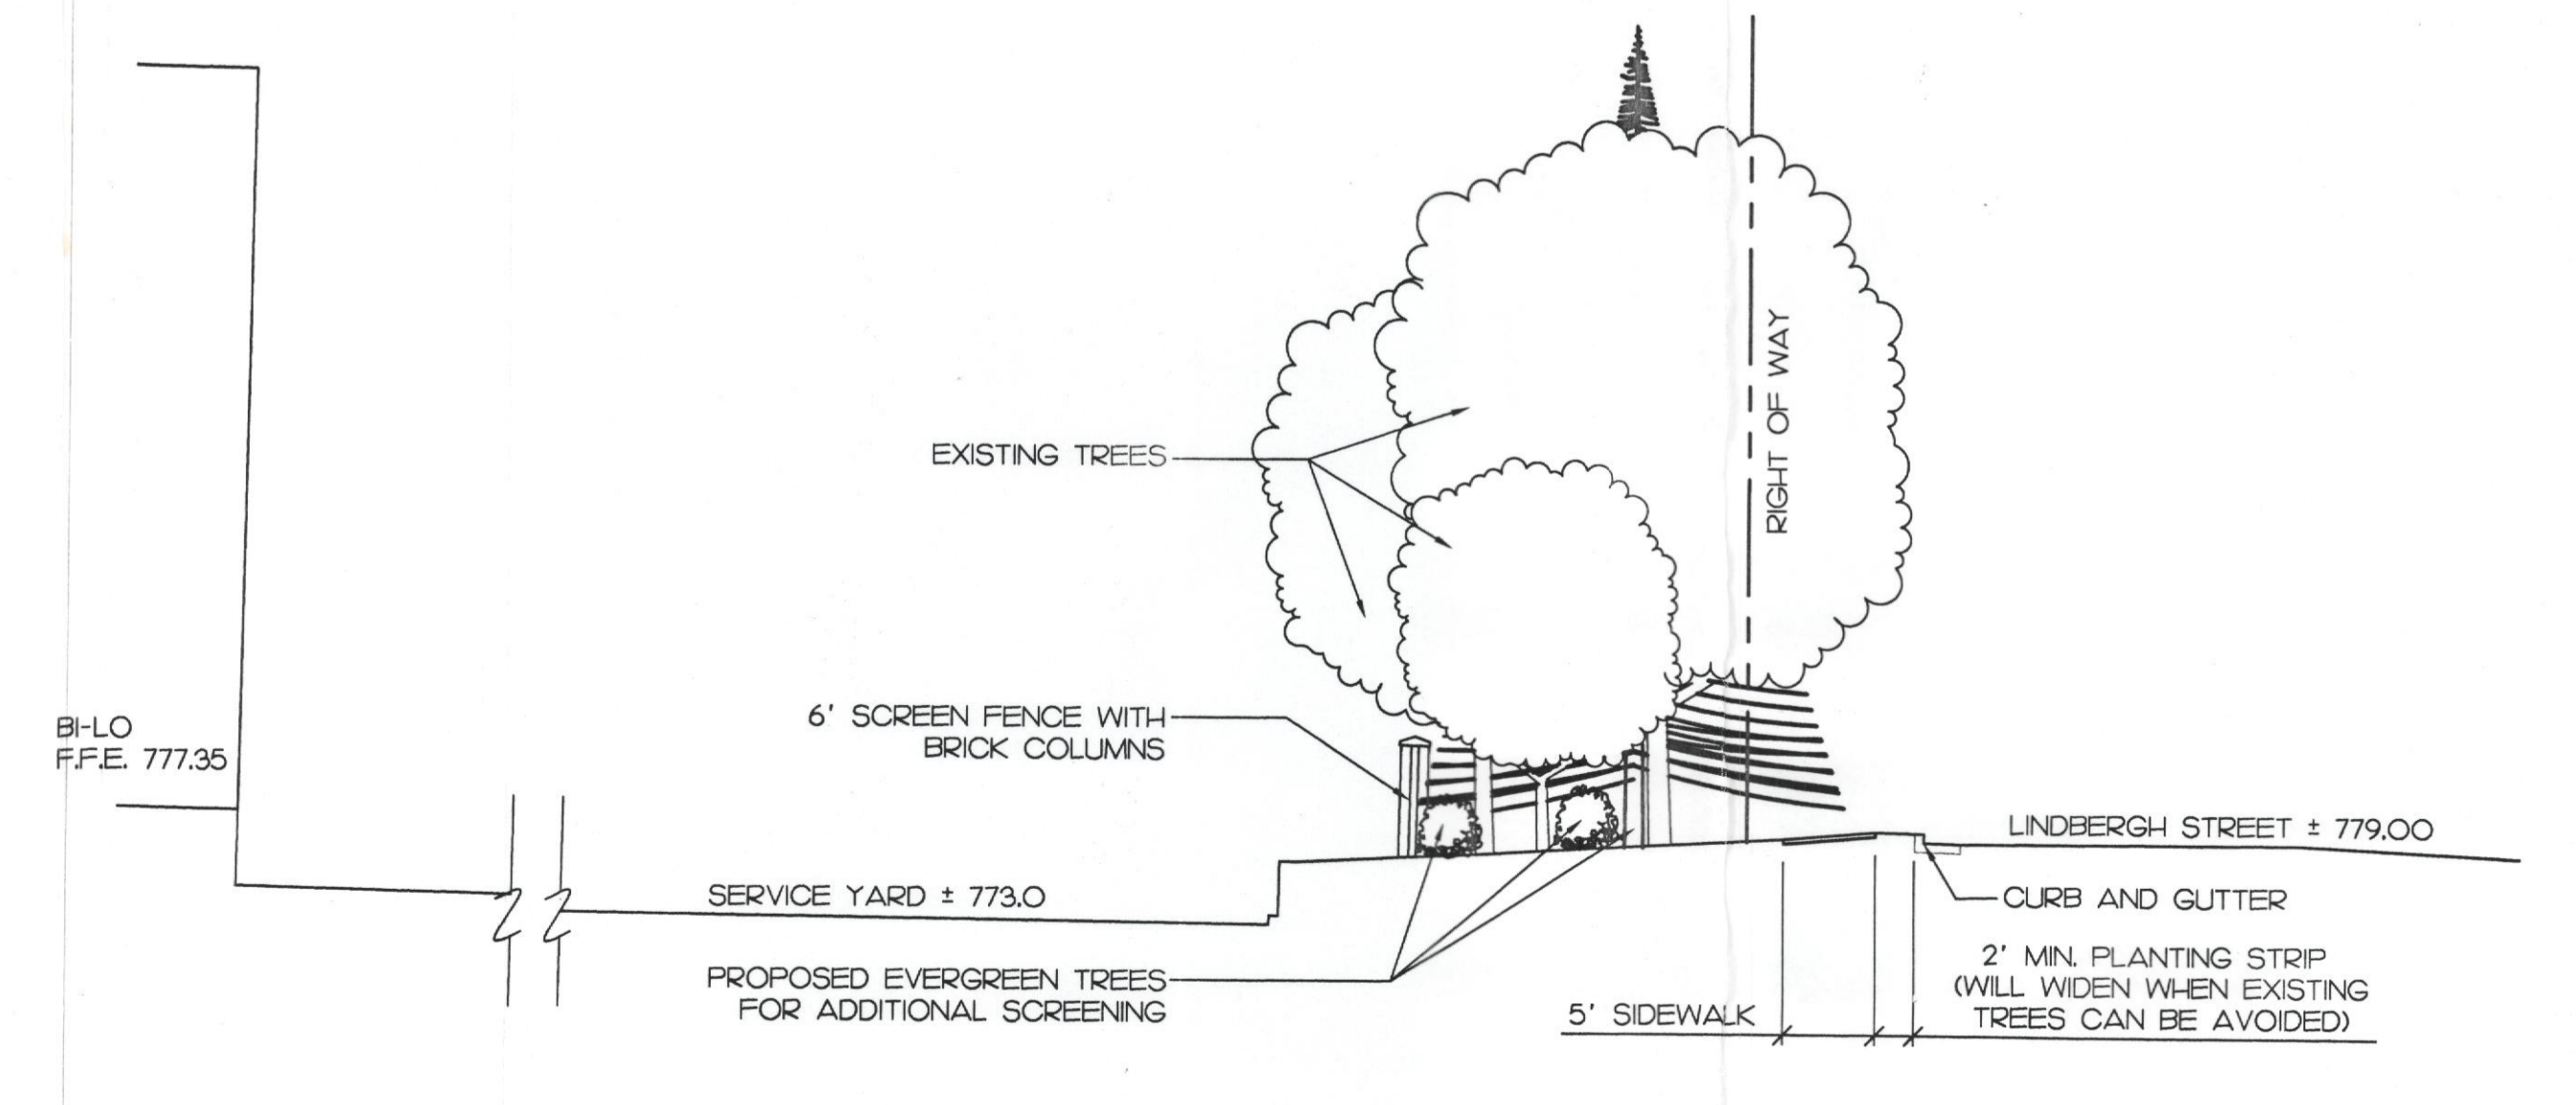 RIGHT OF WAY
EXISTING TREES
6' SCREEN FENCE WITH
BRICK COLUMNS
BI-LO
F.F.E. 777.35
LINDBERGH STREET ± 779.00
SERVICE YARD ± 773.0
CURB AND GUTTER
PROPOSED EVERGREEN TREES
FOR ADDITIONAL SCREENING
2' MIN. PLANTING STRIP
(WILL WIDEN WHEN EXISTING
TREES CAN BE AVOIDED)
5' SIDEWALK